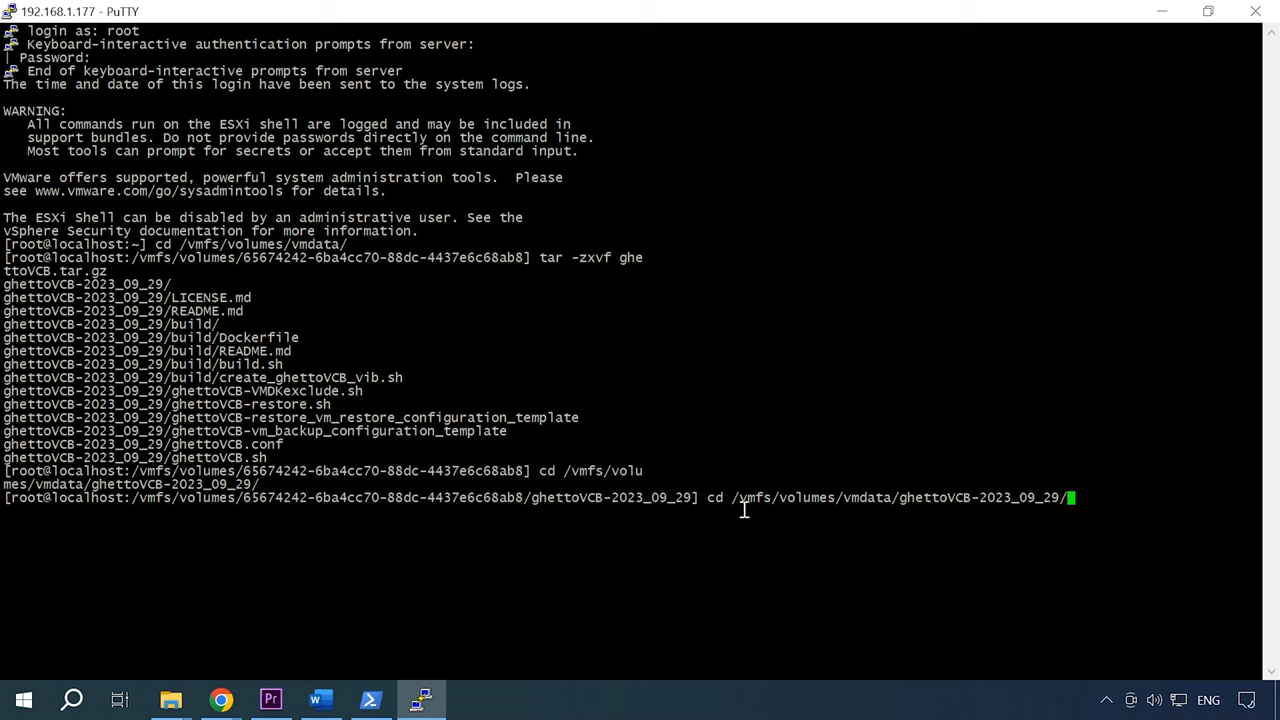 192.168.1.177 - PuTTY
login as: root
Keyboard-interactive authentication prompts from server:
| Password:
End of keyboard-interactive prompts from server
The time and date of this login have been sent to the system logs.
WARNING:
All commands run on the ESXi shell are logged and may be included in
support bundles. Do not provide passwords directly on the command line.
Most tools can prompt for secrets or accept them from standard input.
VMware offers supported, powerful system administration tools.  Please
see www.vmware.com/go/sysadmintools for details.
The ESXi Shell can be disabled by an administrative user. See the
vSphere Security documentation for more information.
[root@localhost:~] cd /vmfs/volumes/vmdata/
[root@localhost:/vmfs/volumes/65674242-6ba4cc70-88dc-4437e6c68ab8] tar -zxvf ghe
ttoVCB.tar.gz
ghettoVCB-2023_09_29/
ghettoVCB-2023_09_29/LICENSE.md
ghettoVCB-2023_09_29/README.md
ghettoVCB-2023_09_29/build/
ghettoVCB-2023_09_29/build/Dockerfile
ghettoVCB-2023_09_29/build/README.md
ghettoVCB-2023_09_29/build/build.sh
ghettoVCB-2023_09_29/build/create_ghettoVCB_vib.sh
ghettoVCB-2023_09_29/ghettoVCB-VMDKexclude.sh
ghettoVCB-2023_09_29/ghettoVCB-restore.sh
ghettoVCB-2023_09_29/ghettoVCB-restore_vm_restore_configuration_template
ghettoVCB-2023_09_29/ghettoVCB-vm_backup_configuration_template
ghettoVCB-2023_09_29/ghettoVCB.conf
ghettoVCB-2023_09_29/ghettoVCB.sh
[root@localhost:/vmfs/volumes/65674242-6ba4cc70-88dc-4437e6c68ab8] cd /vmfs/volu
mes/vmdata/ghettoVCB-2023_09_29/
[root@localhost:/vmfs/volumes/65674242-6ba4cc70-88dc-4437e6c68ab8/ghettoVCB-2023_09_29] cd /vmfs/volumes/vmdata/ghettoVCB-2023_09_29/
ENG